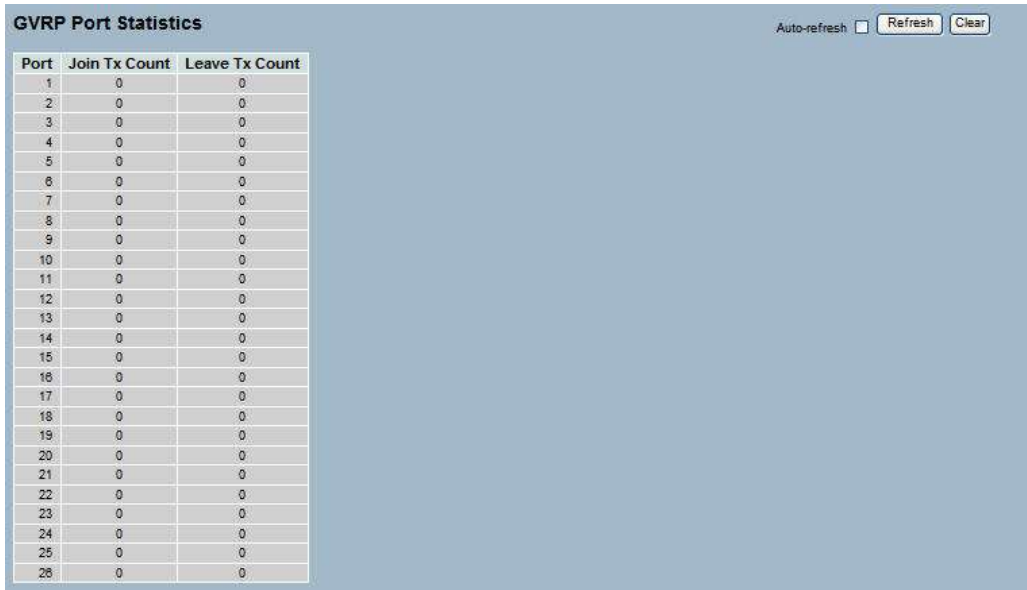 GVRP Port Statistics
Auto-refresh Refresh Clear
Port Join Tx Count Leave Tx Count
1 0 0
2 0 0
3 0 0
4 0 0
5 0 0
6 0 0
7 0 0
8 0 0
9 0 0
10 0 0
11 0 0
12 0 0
13 0 0
14 0 0
15 0 0
16 0 0
17 0 0
18 0 0
19 0 0
20 0 0
21 0 0
22 0 0
23 0 0
24 0 0
25 0 0
26 0 0